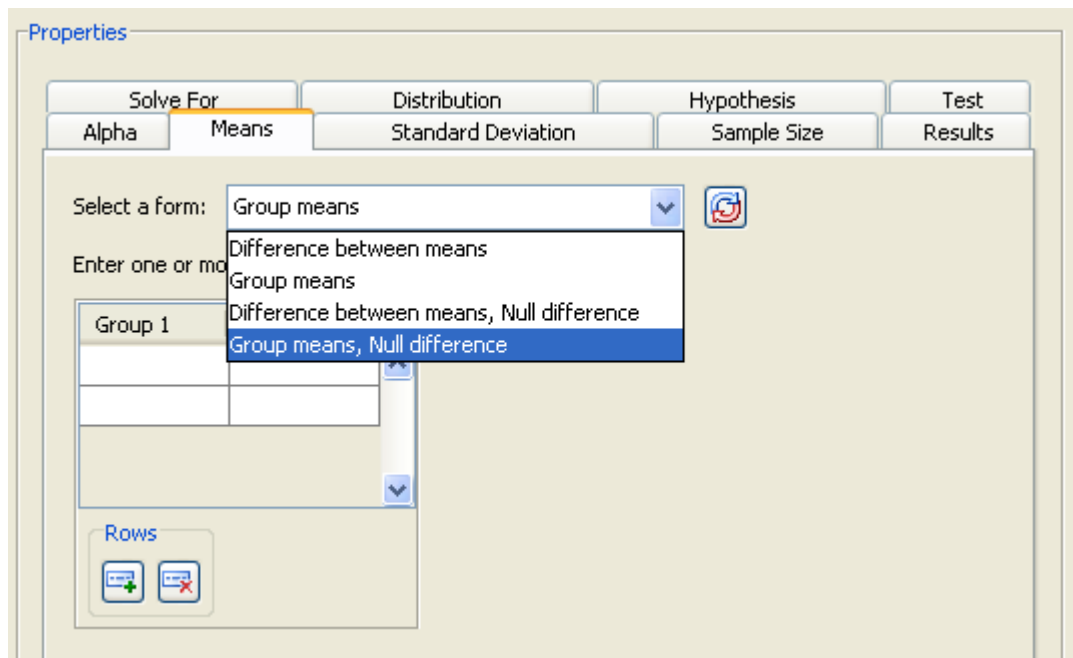 Properties
Solve For Distribution Hypothesis Test
Alpha Means Standard Deviation Sample Size Results
Select a form: Group means
Difference between means
Enter one or mo
Group means
Difference between means, Null difference
Group 1
Group means, Null difference
Rows